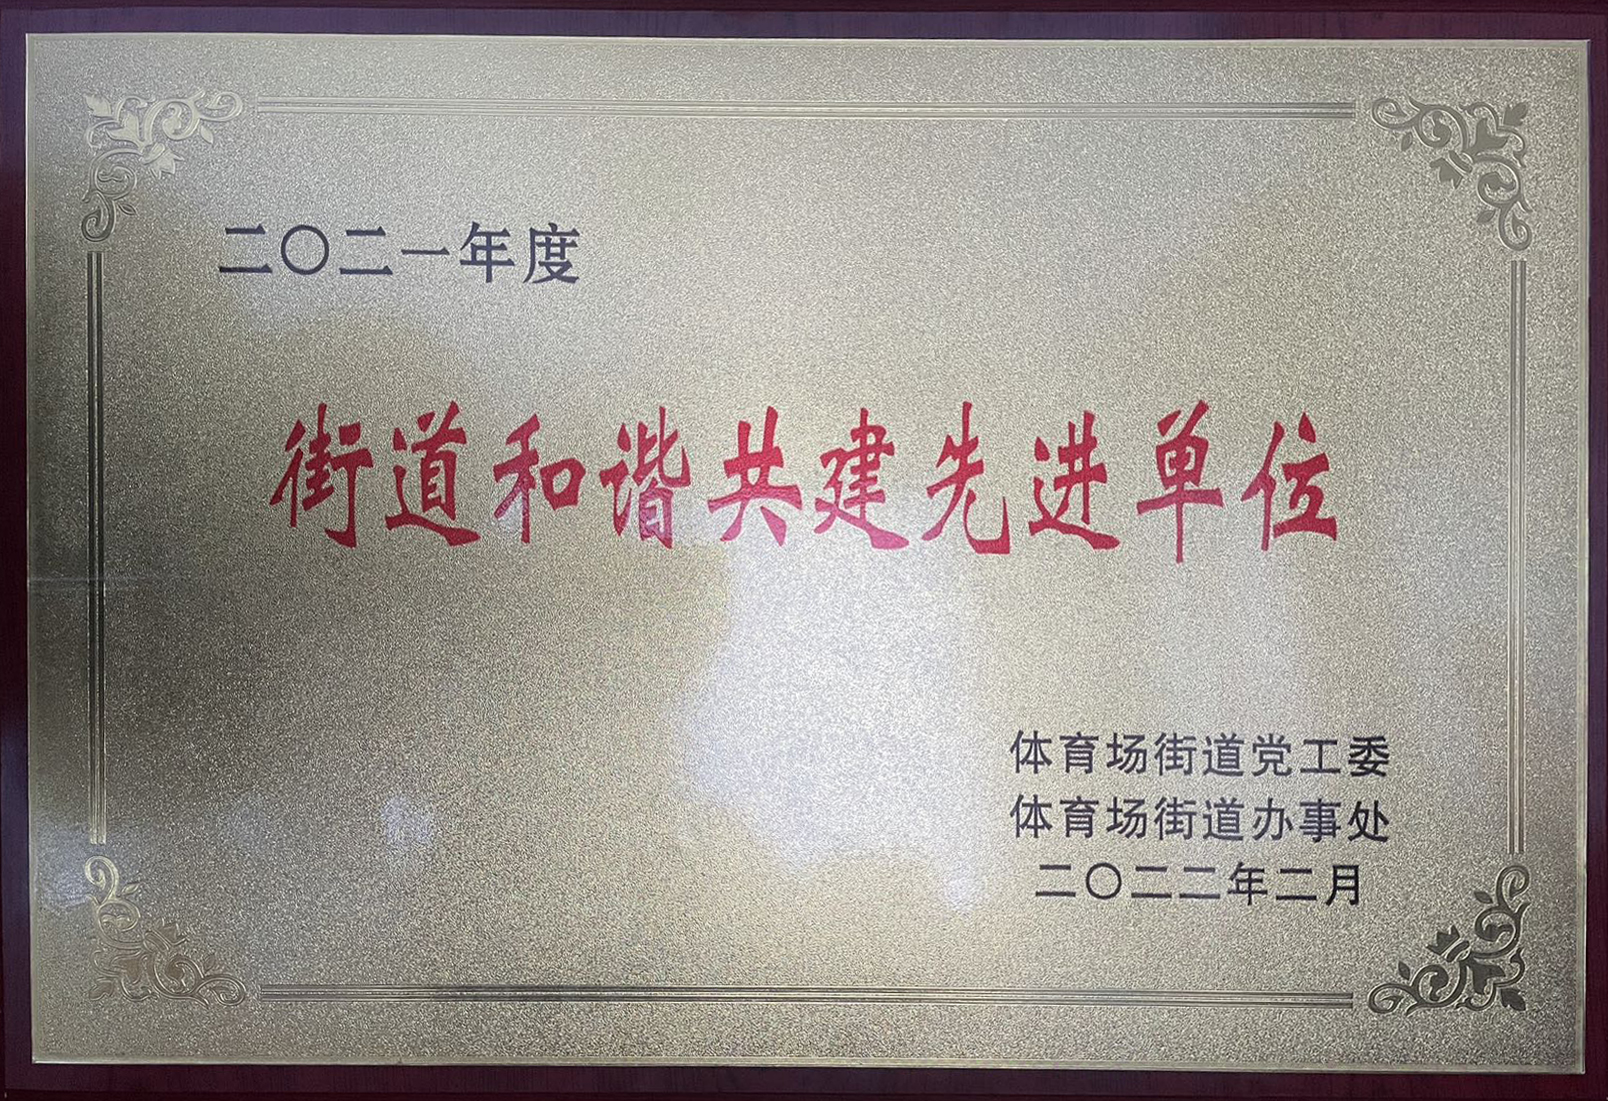 二〇二一年度
街道和谐共建先进单位
体育场街道党工委
体育场街道办事处
二〇二二年二月